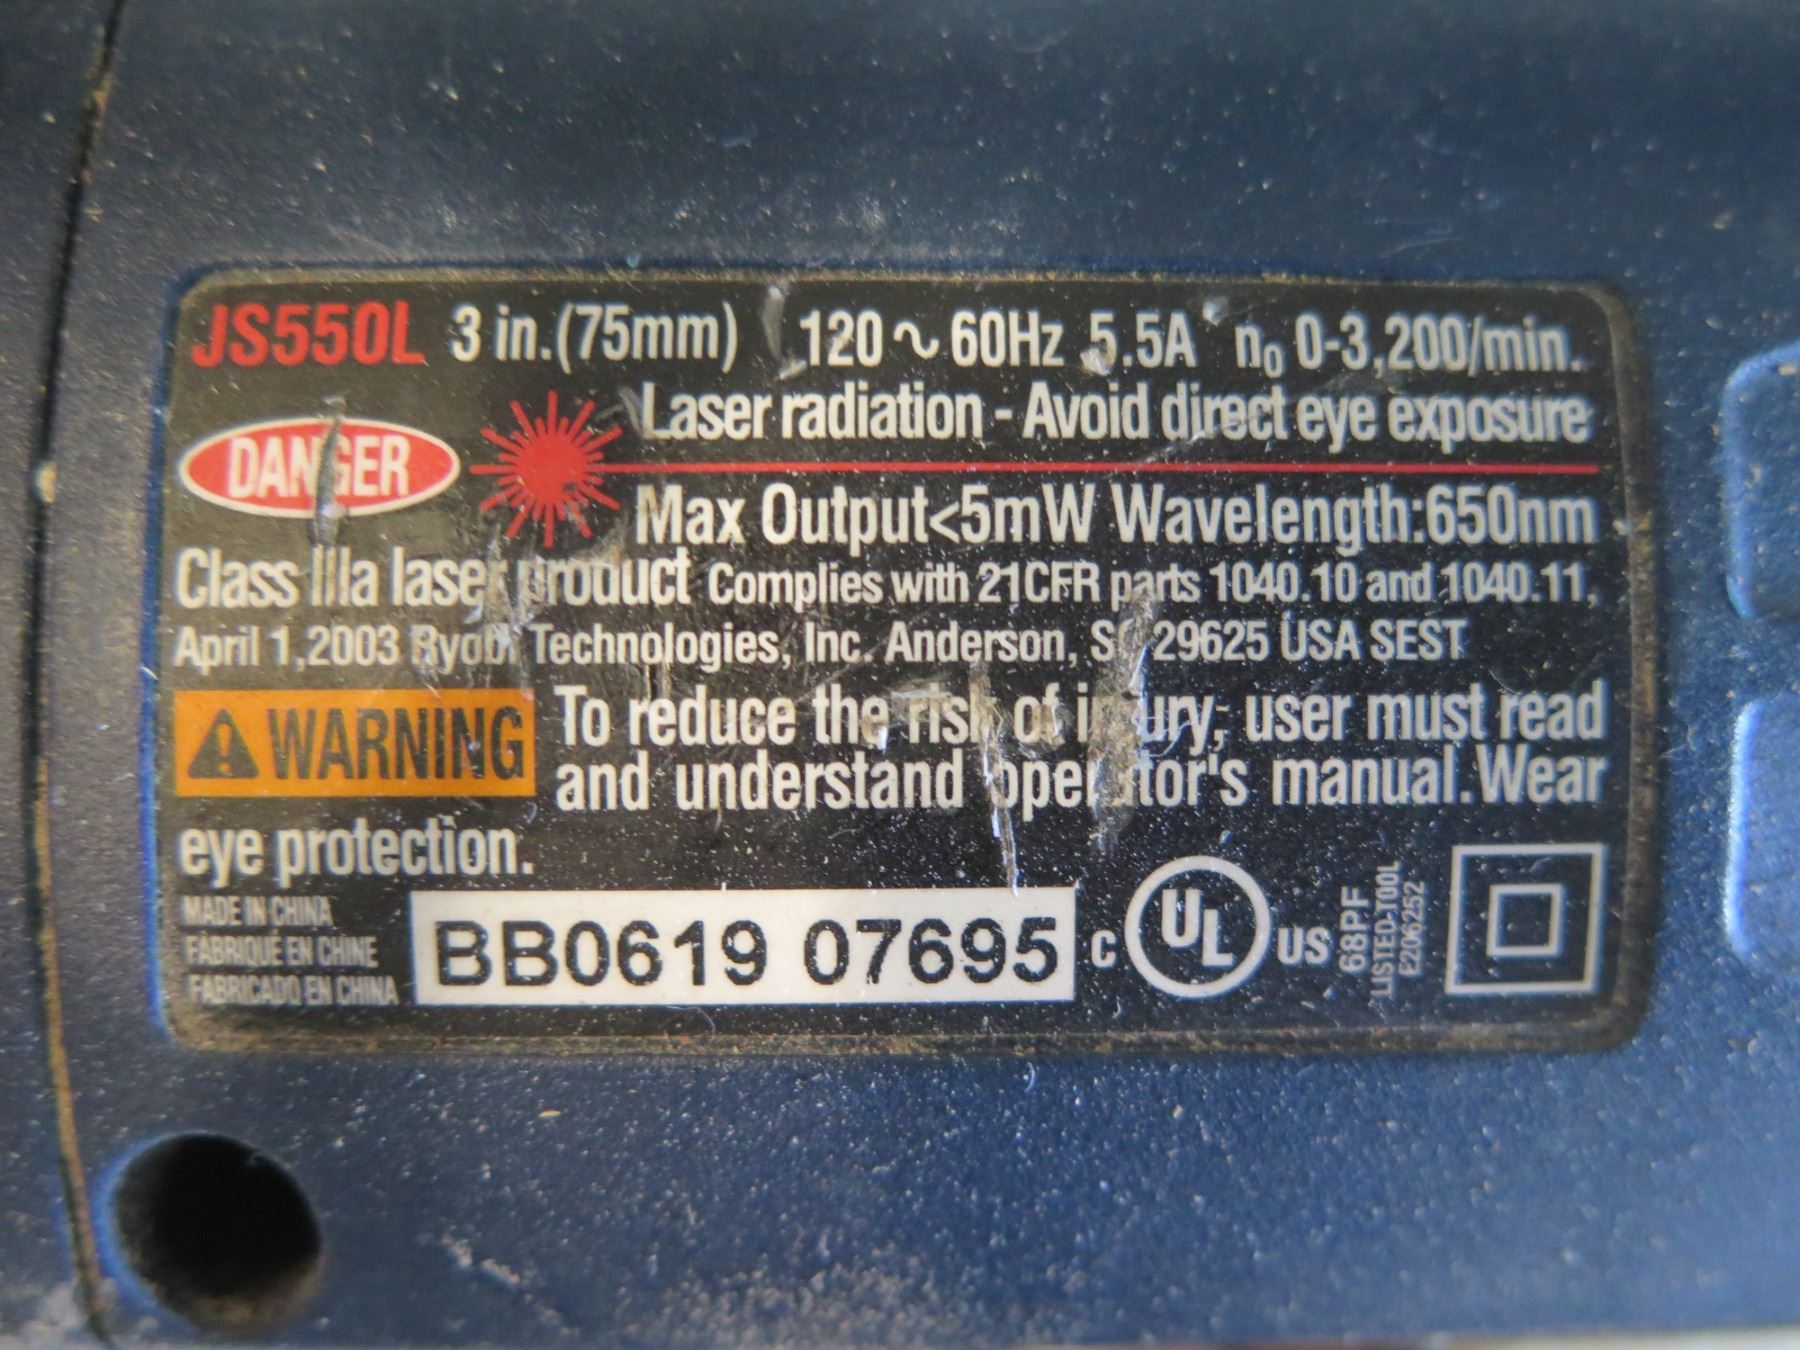 JS550L 3 in.(75mm) 120 ~ 60Hz 5.5A n₀ 0-3,200/min.
Laser radiation - Avoid direct eye exposure
DANGER
Max Output<5mW Wavelength:650nm
Class IIIa laser product Complies with 21CFR parts 1040.10 and 1040.11,
April 1,2003 Ryobi Technologies, Inc. Anderson, SC 29625 USA SEST
WARNING To reduce the risk of injury, user must read
and understand operator's manual.Wear
eye protection.
MADE IN CHINA
FABRIQUÉ EN CHINE
FABRICADO EN CHINA
BB0619 07695
C UL US
68PF
LISTED-TOOL
E206252